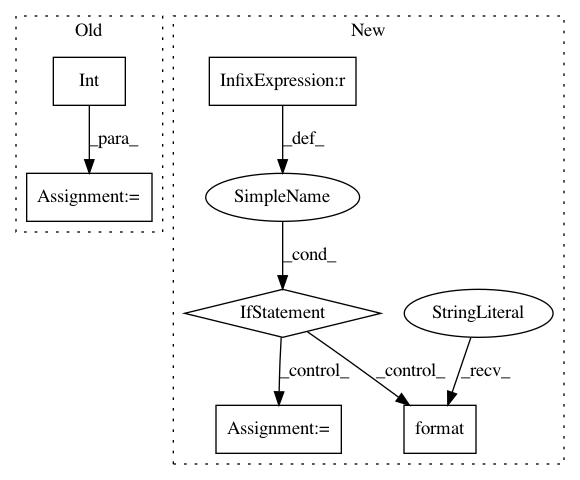 Old
New
Int
InfixExpression:r
_para_
_def_
Assignment:=
SimpleName
_cond_
IfStatement
StringLiteral
_control_
_control_
_recv_
Assignment:=
format